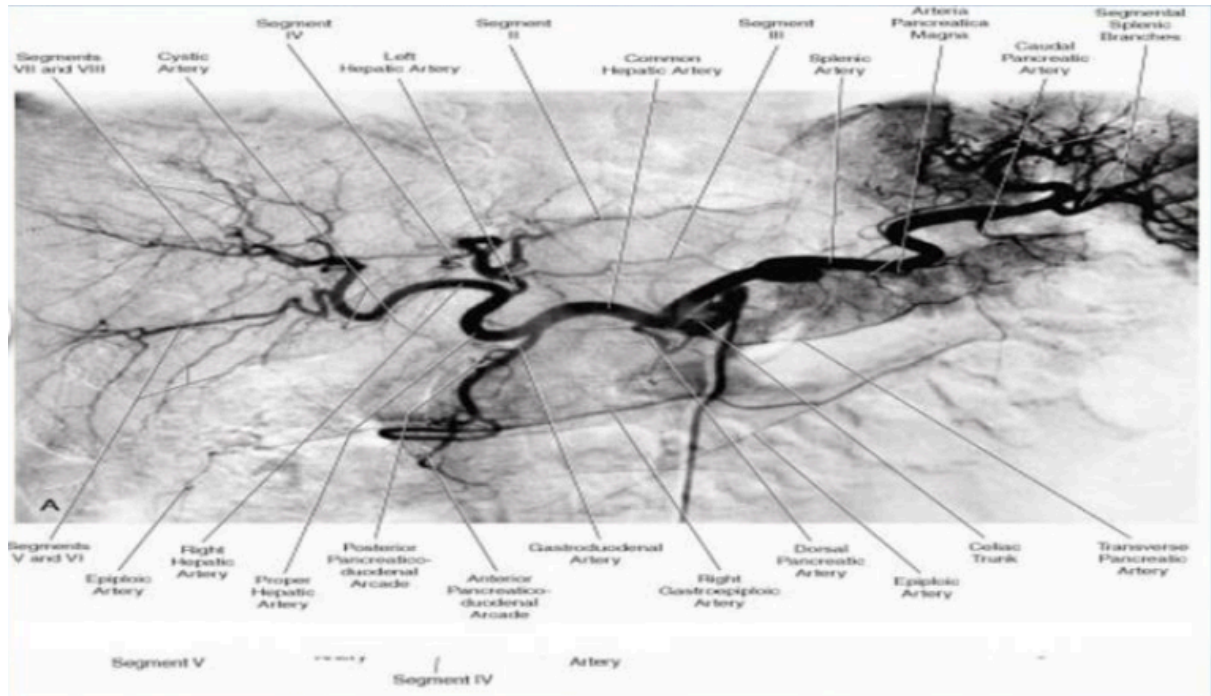 Segment
IV
Segment
II
Segment
III
Arteria
Pancreatica
Magna
Segmental
Splenic
Branches
Segments
VII and VIII
Cystic
Artery
Left
Hepatic Artery
Common
Hepatic Artery
Splenic
Artery
Caudal
Pancreatic
Artery
A
Segments
V and VI
Epiploic
Artery
Right
Hepatic
Artery
Proper
Hepatic
Artery
Posterior
Pancreatico-
duodenal
Arcade
Anterior
Pancreatico-
duodenal
Arcade
Gastroduodenal
Artery
Right
Gastroepiploic
Artery
Dorsal
Pancreatic
Artery
Epiploic
Artery
Celiac
Trunk
Transverse
Pancreatic
Artery
Segment V
Segment IV
Artery